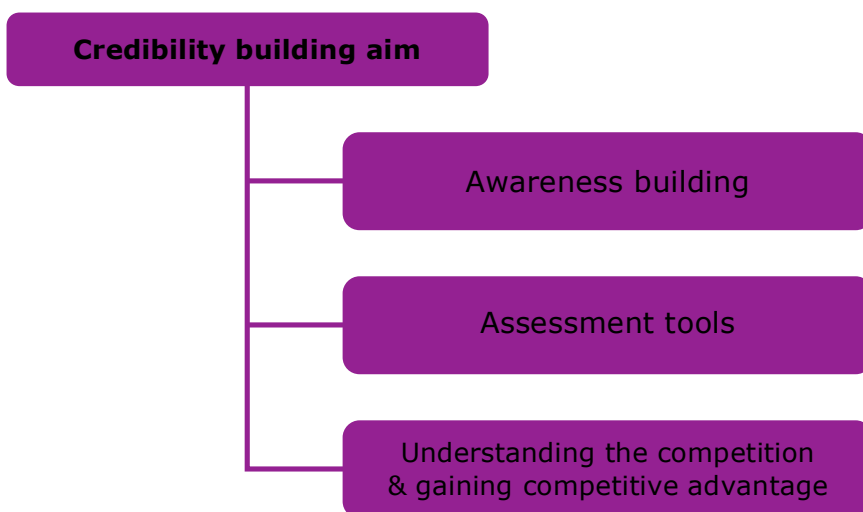 Credibility building aim
Awareness building
Assessment tools
Understanding the competition
& gaining competitive advantage